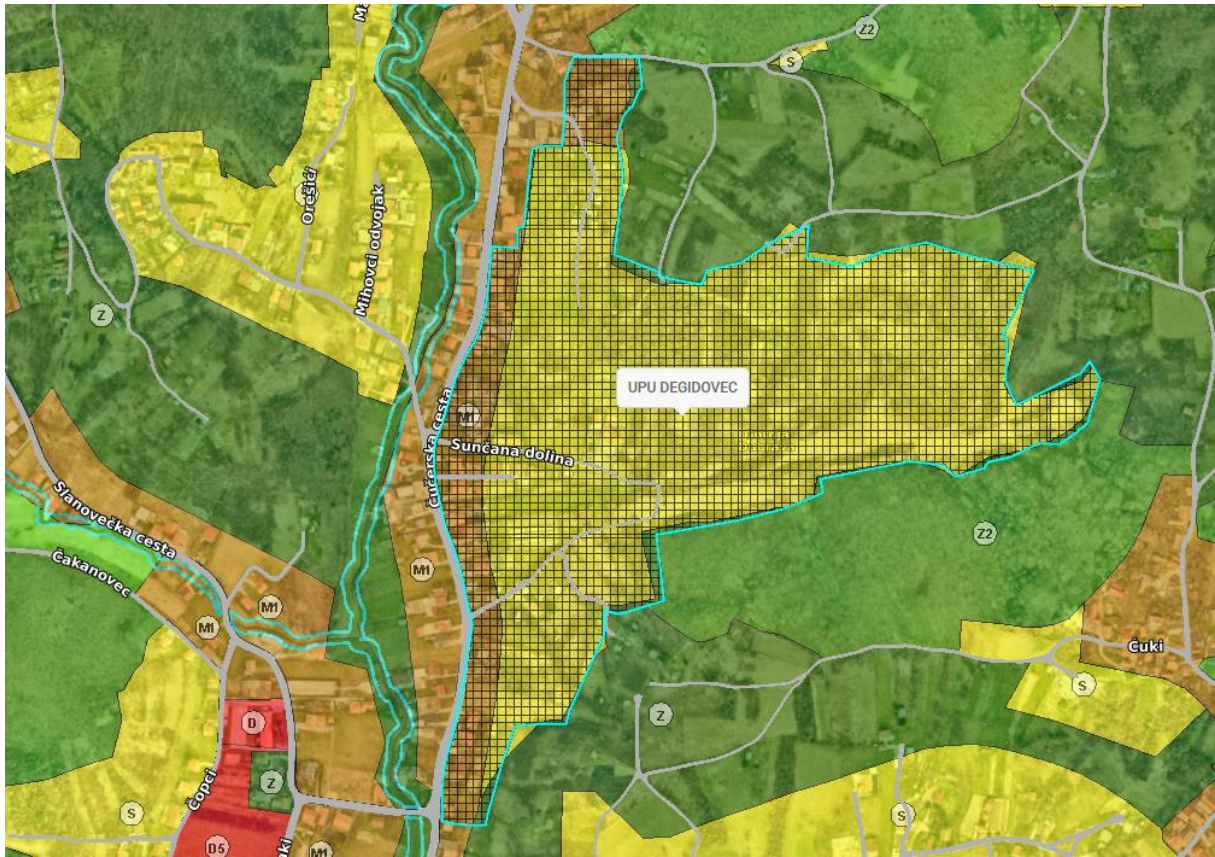 Z2
S
Orešići
Mihovci odvojak
Z
UPU DEGIDOVEC
M1
Čučerska cesta
Sunčana dolina
Slanovečka cesta
Z2
Čakanovec
M1
M1
M1
Čuki
S
Z
D
Z
Čopci
S
S
D5
M1